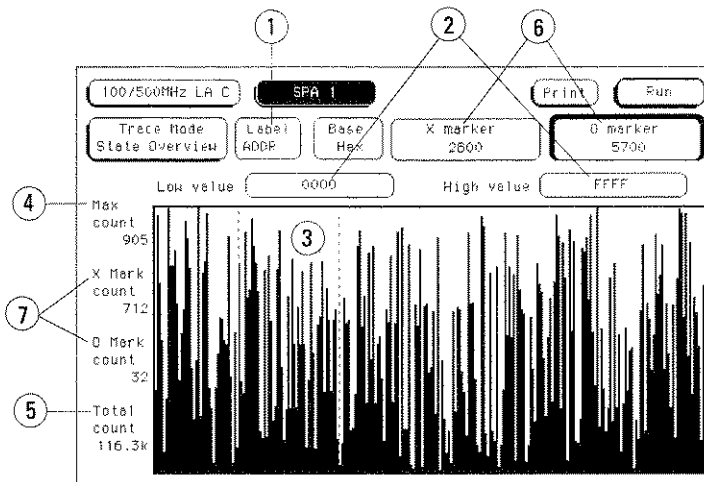 1
2
6
100/500MHz LA C
SPA 1
Print
Run
Trace Mode
State Overview
Label
ADDR
Base
Hex
X marker
2600
O marker
5700
Low value
0000
High value
FFFF
4
Max
count
905
3
X Mark
count
712
7
O Mark
count
32
5
Total
count
116.3k